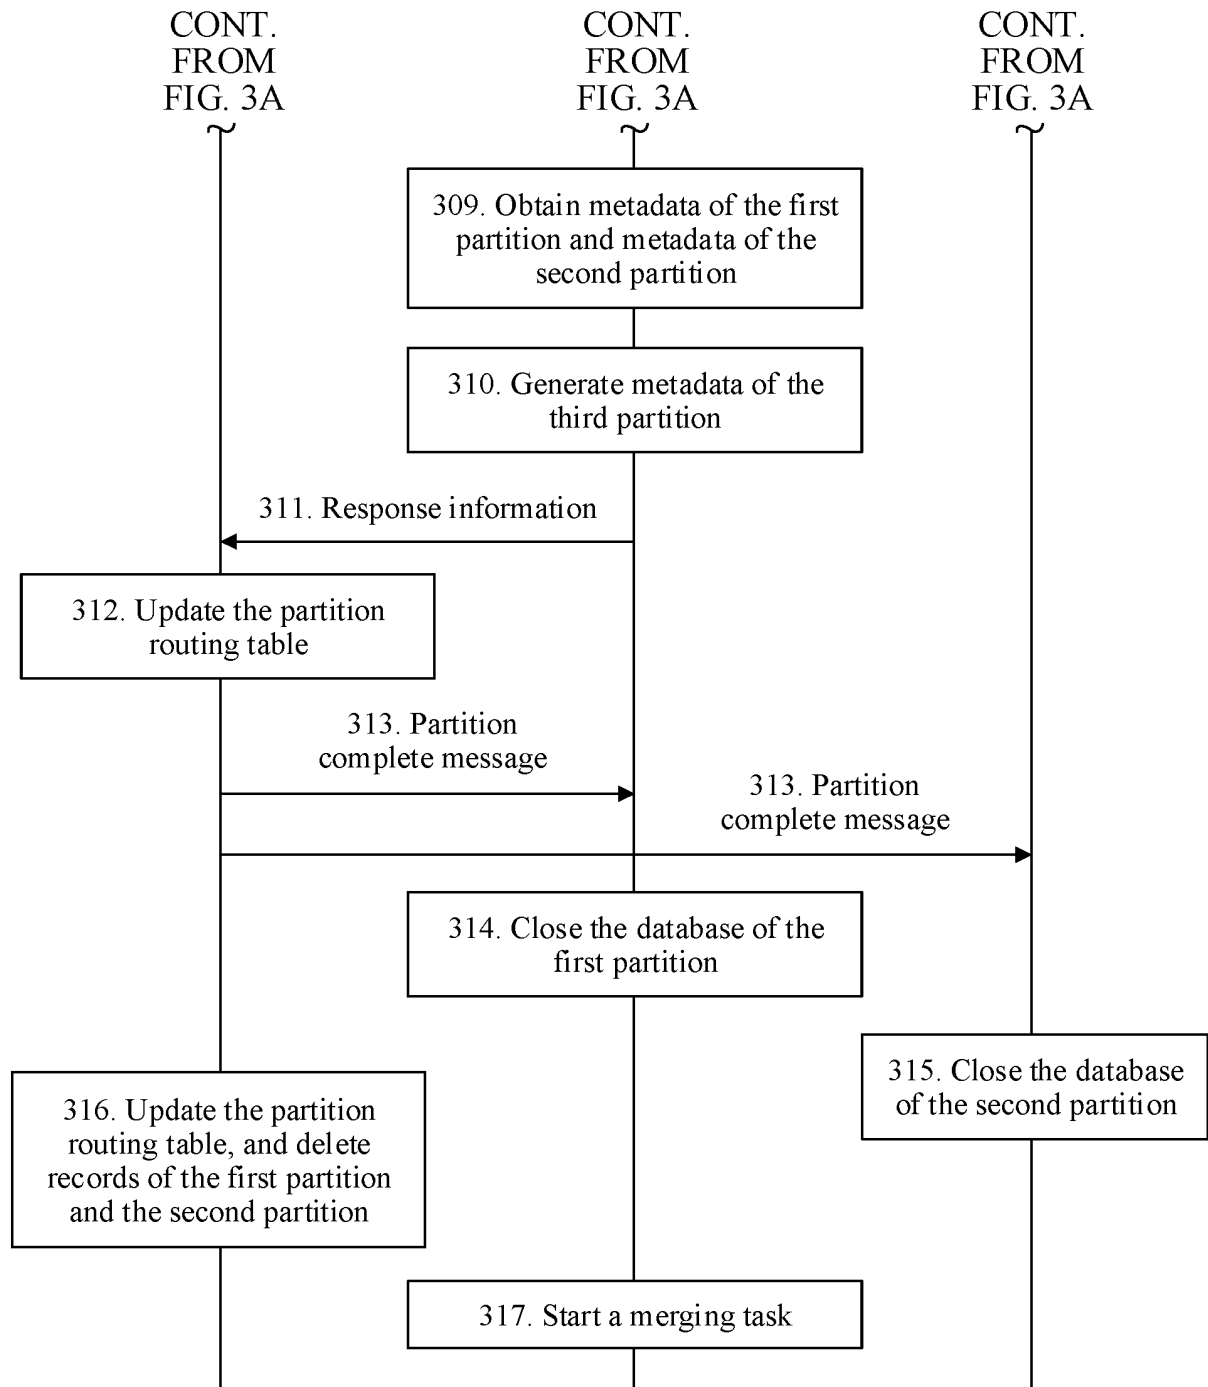 CONT.
FROM
FIG. 3A
CONT.
FROM
FIG. 3A
CONT.
FROM
FIG. 3A
309. Obtain metadata of the first
partition and metadata of the
second partition
310. Generate metadata of the
third partition
311. Response information
312. Update the partition
routing table
313. Partition
complete message
313. Partition
complete message
314. Close the database of the
first partition
315. Close the database
of the second partition
316. Update the partition
routing table, and delete
records of the first partition
and the second partition
317. Start a merging task